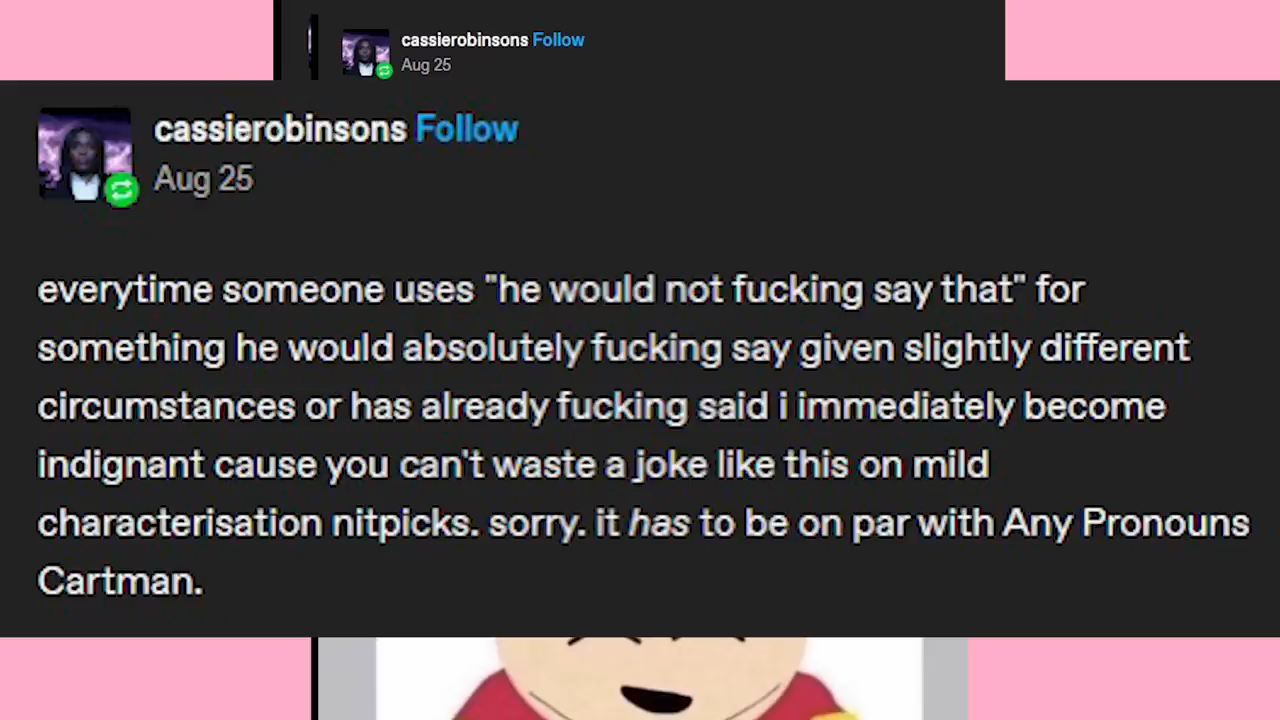 cassierobinsons Follow
Aug 25
cassierobinsons Follow
Aug 25
everytime someone uses "he would not fucking say that" for
something he would absolutely fucking say given slightly different
circumstances or has already fucking said i immediately become
indignant cause you can't waste a joke like this on mild
characterisation nitpicks. sorry. it has to be on par with Any Pronouns
Cartman.